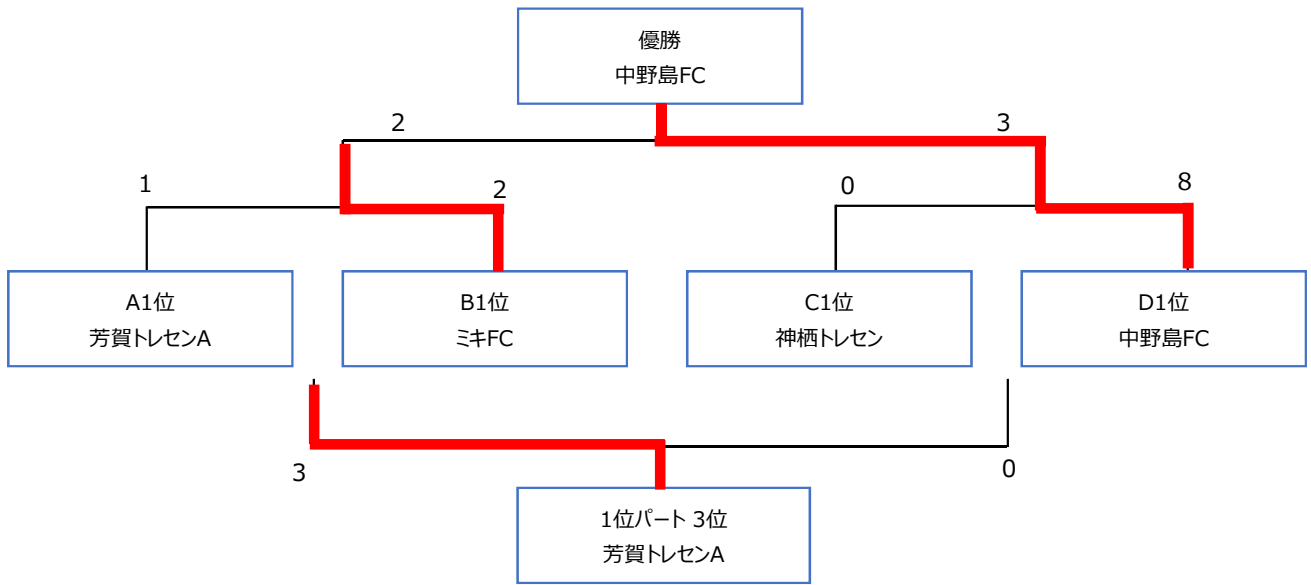 優勝
中野島FC
2
3
1
2
0
8
A1位
芳賀トレセンA
B1位
ミキFC
C1位
神栖トレセン
D1位
中野島FC
3
0
1位パート 3位
芳賀トレセンA